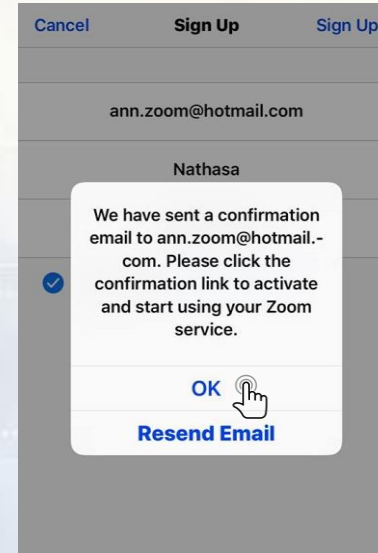 Cancel Sign Up Sign Up
ann.zoom@hotmail.com
Nathasa
We have sent a confirmation
email to ann.zoom@hotmail.-
com. Please click the
confirmation link to activate
and start using your Zoom
service.
OK
Resend Email